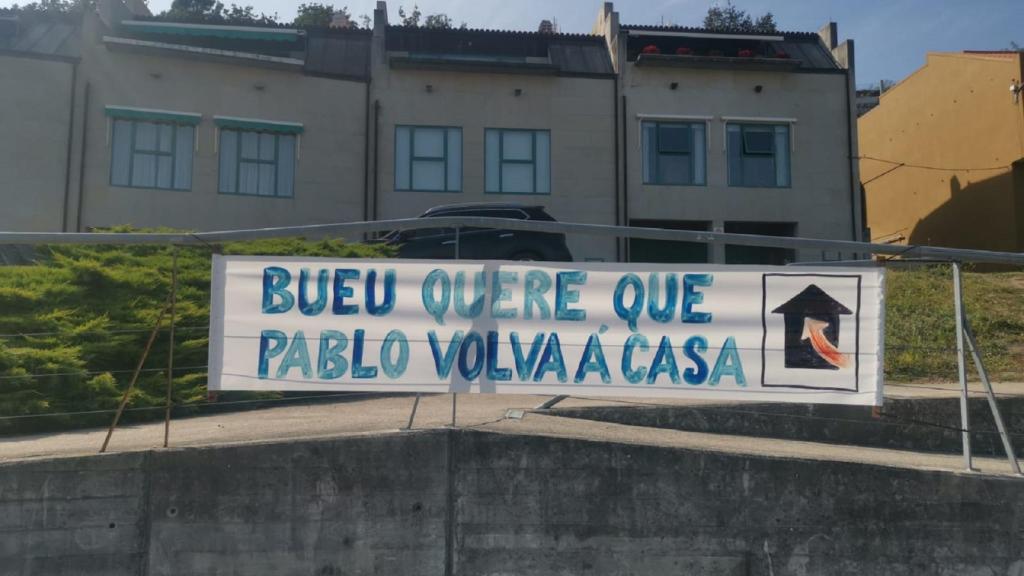 BUEU QUERE QUE
PABLO VOLVA Á CASA